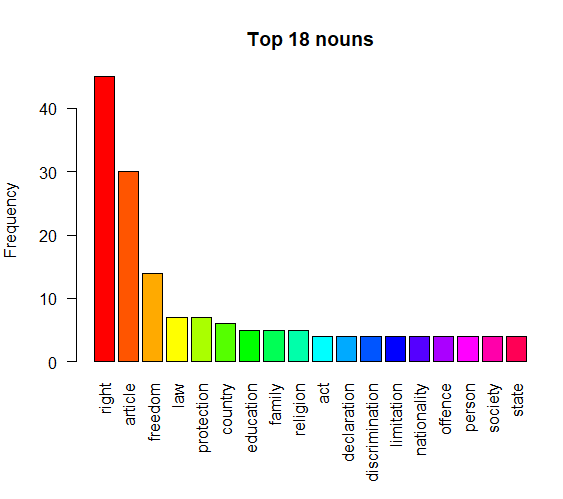 Top 18 nouns
Frequency
40
30
20
10
0
right
article
freedom
law
protection
country
education
family
religion
act
declaration
discrimination
limitation
nationality
offence
person
society
state